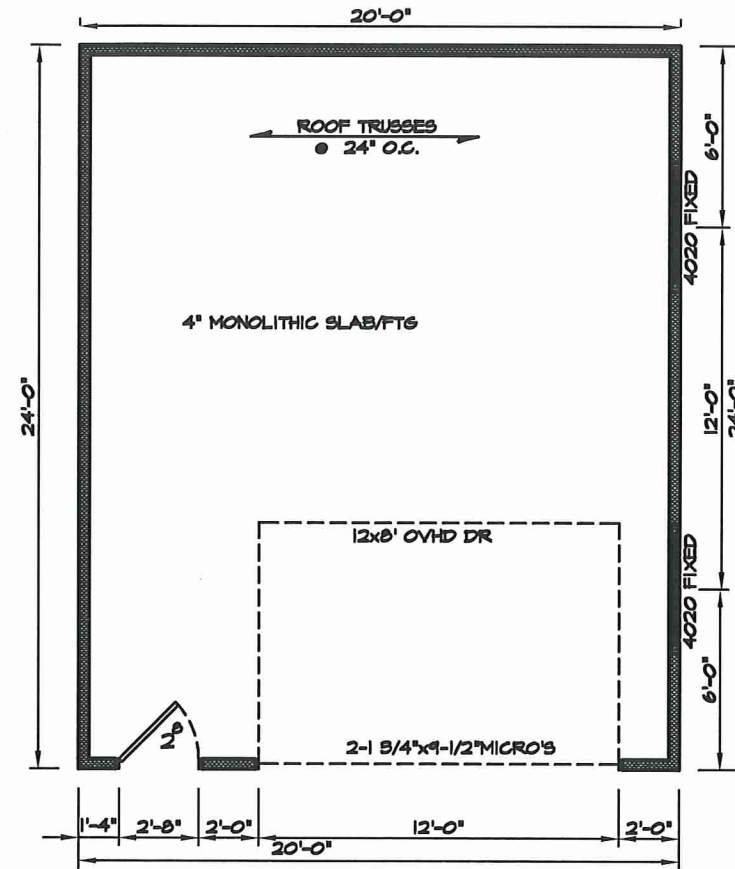 20'-0"
ROOF TRUSSES
@ 24" O.C.
6'-0"
4020 FIXED
4" MONOLITHIC SLAB/FTG
24'-0"
12'-0"
24'-0"
12x8' OVHD DR
4020 FIXED
6'-0"
2⁸
2-1 3/4"x9-1/2"MICRO'S
1'-4"
2'-8"
2'-0"
12'-0"
2'-0"
20'-0"